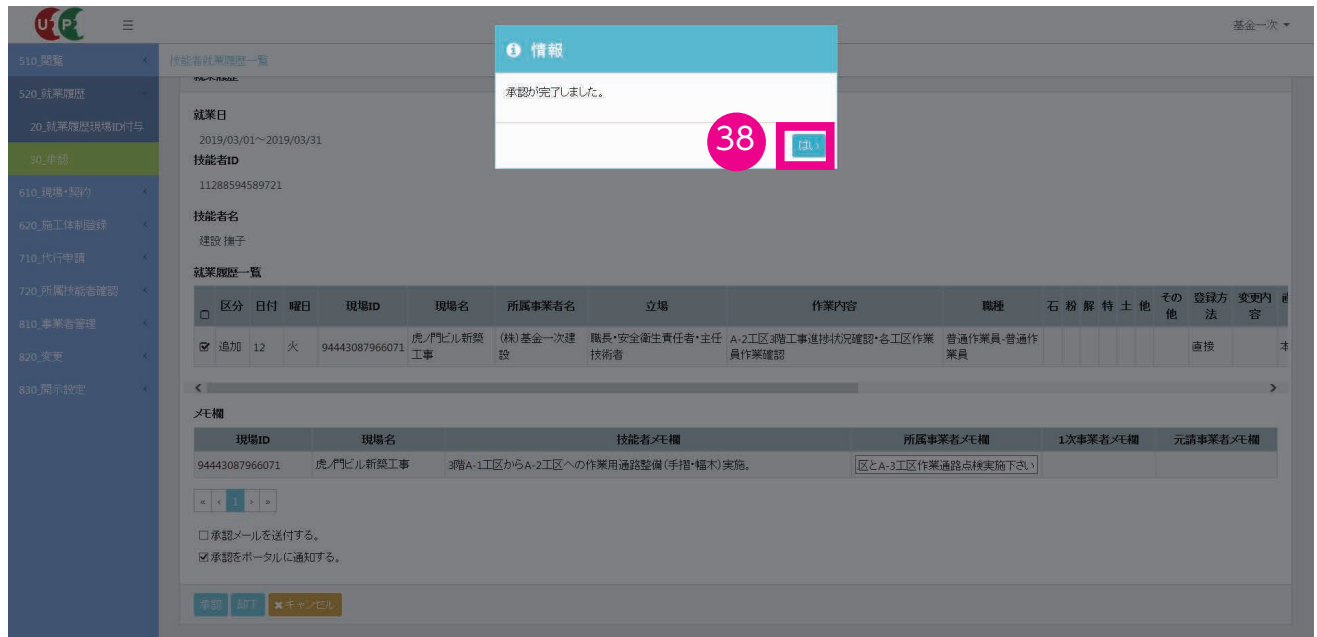 基金一次
情報
承認が完了しました。
38
はい
510_閲覧
520_就業履歴
20_就業履歴現場ID付与
30_承認
610_現場・契約
620_施工体制登録
710_代行申請
720_所属技能者確認
810_事業者管理
820_変更
830_開示設定
技能者就業履歴一覧
就業履歴
就業日
2019/03/01～2019/03/31
技能者ID
11288594589721
技能者名
建設 撫子
就業履歴一覧
区分 日付 曜日 現場ID 現場名 所属事業者名 立場 作業内容 職種 石 粉 解 特 土 他 その他 登録方法 変更内容
追加 12 火 94443087966071 虎ノ門ビル新築工事 (株)基金一次建設 職長・安全衛生責任者・主任技術者 A-2工区3階工事進捗状況確認・各工区作業員作業確認 普通作業員-普通作業員 直接 本
メモ欄
現場ID 現場名 技能者メモ欄 所属事業者メモ欄 1次事業者メモ欄 元請事業者メモ欄
94443087966071 虎ノ門ビル新築工事 3階A-1工区からA-2工区への作業用通路整備(手摺・幅木)実施。 区とA-3工区作業通路点検実施下さい
« ‹ 1 › »
承認メールを送付する。
承認をポータルに通知する。
承認 却下 ×キャンセル